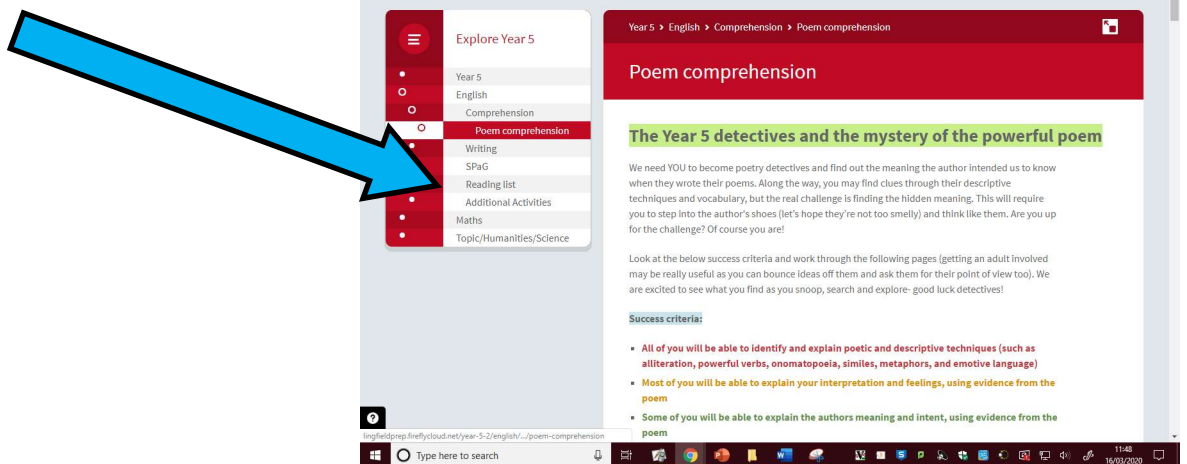 Explore Year 5
Year 5
English
Comprehension
Poem comprehension
Writing
SPaG
Reading list
Additional Activities
Maths
Topic/Humanities/Science
Year 5 > English > Comprehension > Poem comprehension
Poem comprehension
The Year 5 detectives and the mystery of the powerful poem
We need YOU to become poetry detectives and find out the meaning the author intended us to know
when they wrote their poems. Along the way, you may find clues through their descriptive
techniques and vocabulary, but the real challenge is finding the hidden meaning. This will require
you to step into the author's shoes (let's hope they're not too smelly) and think like them. Are you up
for the challenge? Of course you are!
Look at the below success criteria and work through the following pages (getting an adult involved
may be really useful as you can bounce ideas off them and ask them for their point of view too). We
are excited to see what you find as you snoop, search and explore- good luck detectives!
Success criteria:
All of you will be able to identify and explain poetic and descriptive techniques (such as
alliteration, powerful verbs, onomatopoeia, similes, metaphors, and emotive language)
Most of you will be able to explain your interpretation and feelings, using evidence from the
poem
Some of you will be able to explain the authors meaning and intent, using evidence from the
poem
lingfieldprep.fireflycloud.net/year-5-2/english/.../poem-comprehension
Type here to search
11:48
16/03/2020